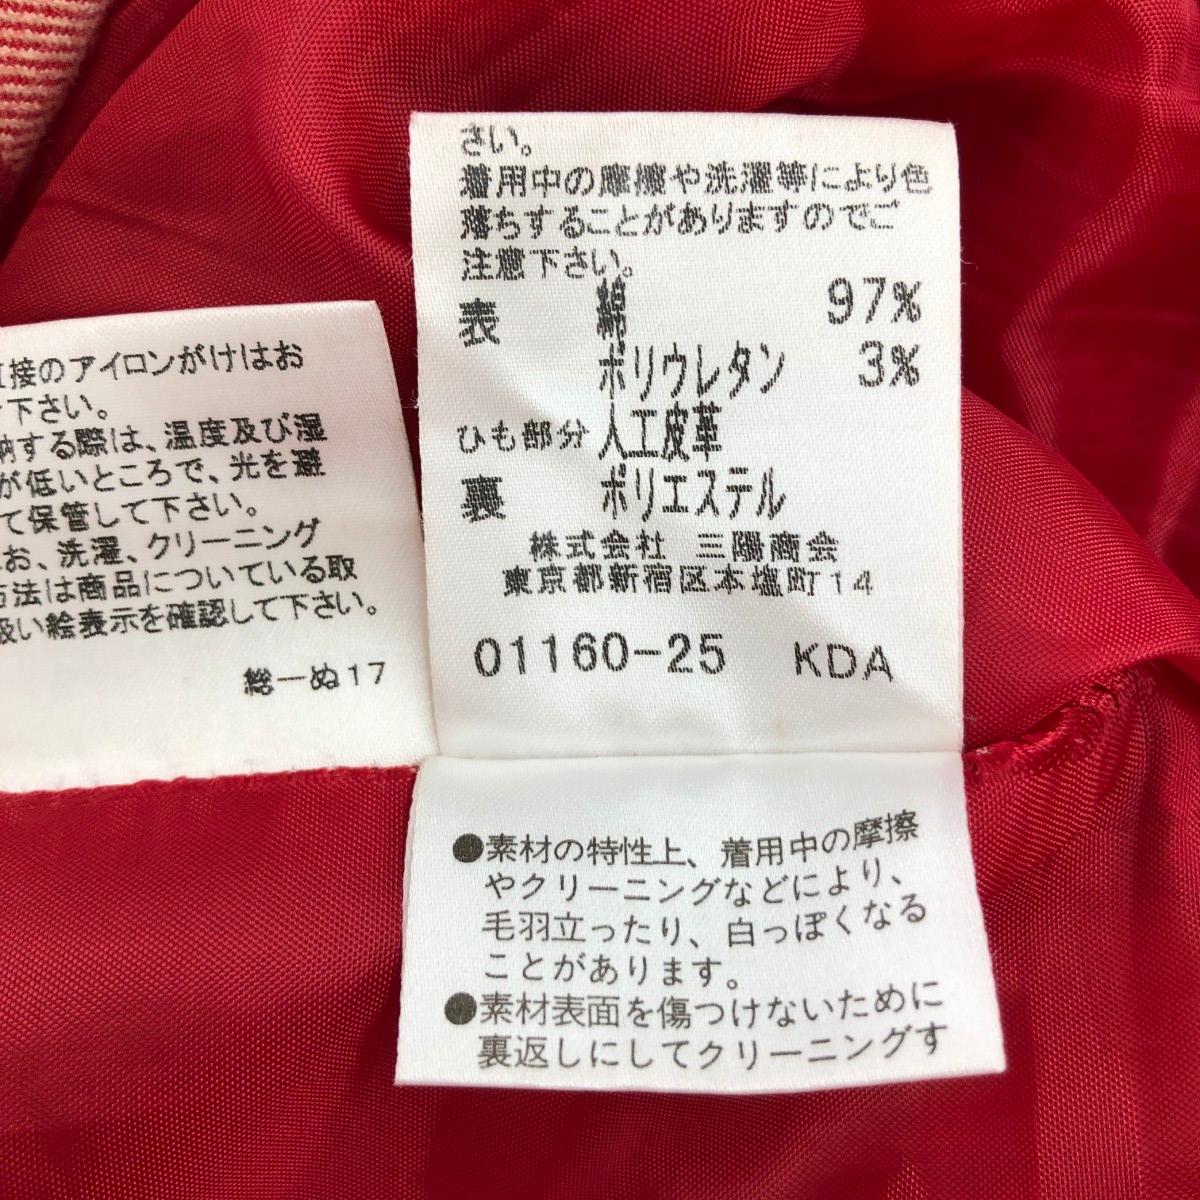 さい。
着用中の摩擦や洗濯等により色
落ちすることがありますのでご
注意下さい。
表 綿 97%
ポリウレタン 3%
ひも部分 人工皮革
裏 ポリエステル
株式会社 三陽商会
東京都新宿区本塩町14
01160-25 KDA
接のアイロンがけはお
下さい。
納する際は、温度及び湿
が低いところで、光を避
て保管して下さい。
お、洗濯、クリーニング
方法は商品についている取
扱い絵表示を確認して下さい。
総ーぬ17
●素材の特性上、着用中の摩擦
やクリーニングなどにより、
毛羽立ったり、白っぽくなる
ことがあります。
●素材表面を傷つけないために
裏返しにしてクリーニングす